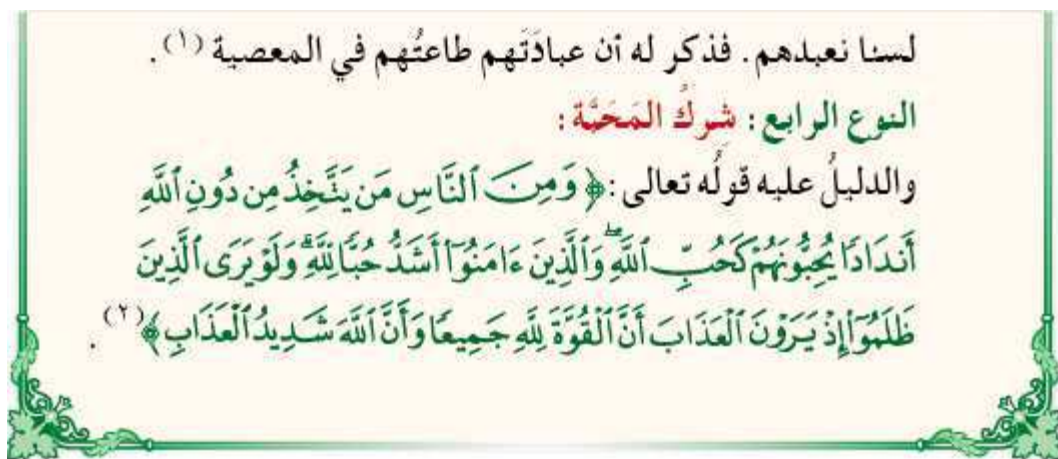 لسنا نعبدهم. فذكر له أن عبادَتَهم طاعتُهم في المعصية (١).
النوع الرابع: شركُ المَحَبَّة:
والدليلُ عليه قولُه تعالى: ﴿وَمِنَ ٱلنَّاسِ مَن يَتَّخِذُ مِن دُونِ ٱللَّهِ
أَندَادًا يُحِبُّونَهُمْ كَحُبِّ ٱللَّهِۖ وَٱلَّذِينَ ءَامَنُوٓا۟ أَشَدُّ حُبًّا لِّلَّهِۗ وَلَوْ يَرَى ٱلَّذِينَ
ظَلَمُوٓا۟ إِذْ يَرَوْنَ ٱلْعَذَابَ أَنَّ ٱلْقُوَّةَ لِلَّهِ جَمِيعًا وَأَنَّ ٱللَّهَ شَدِيدُ ٱلْعَذَابِ﴾(٢).